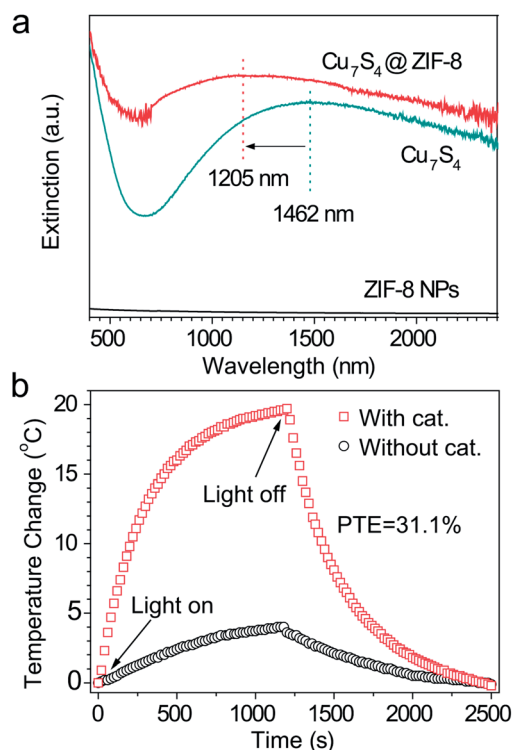 a
Cu7S4 @ ZIF-8
Cu7S4
1205 nm
1462 nm
ZIF-8 NPs
Extinction (a.u.)
500 1000 1500 2000
Wavelength (nm)
b
20
15
10
5
0
With cat.
Without cat.
Light off
PTE=31.1%
Light on
Temperature Change (°C)
0 500 1000 1500 2000 2500
Time (s)